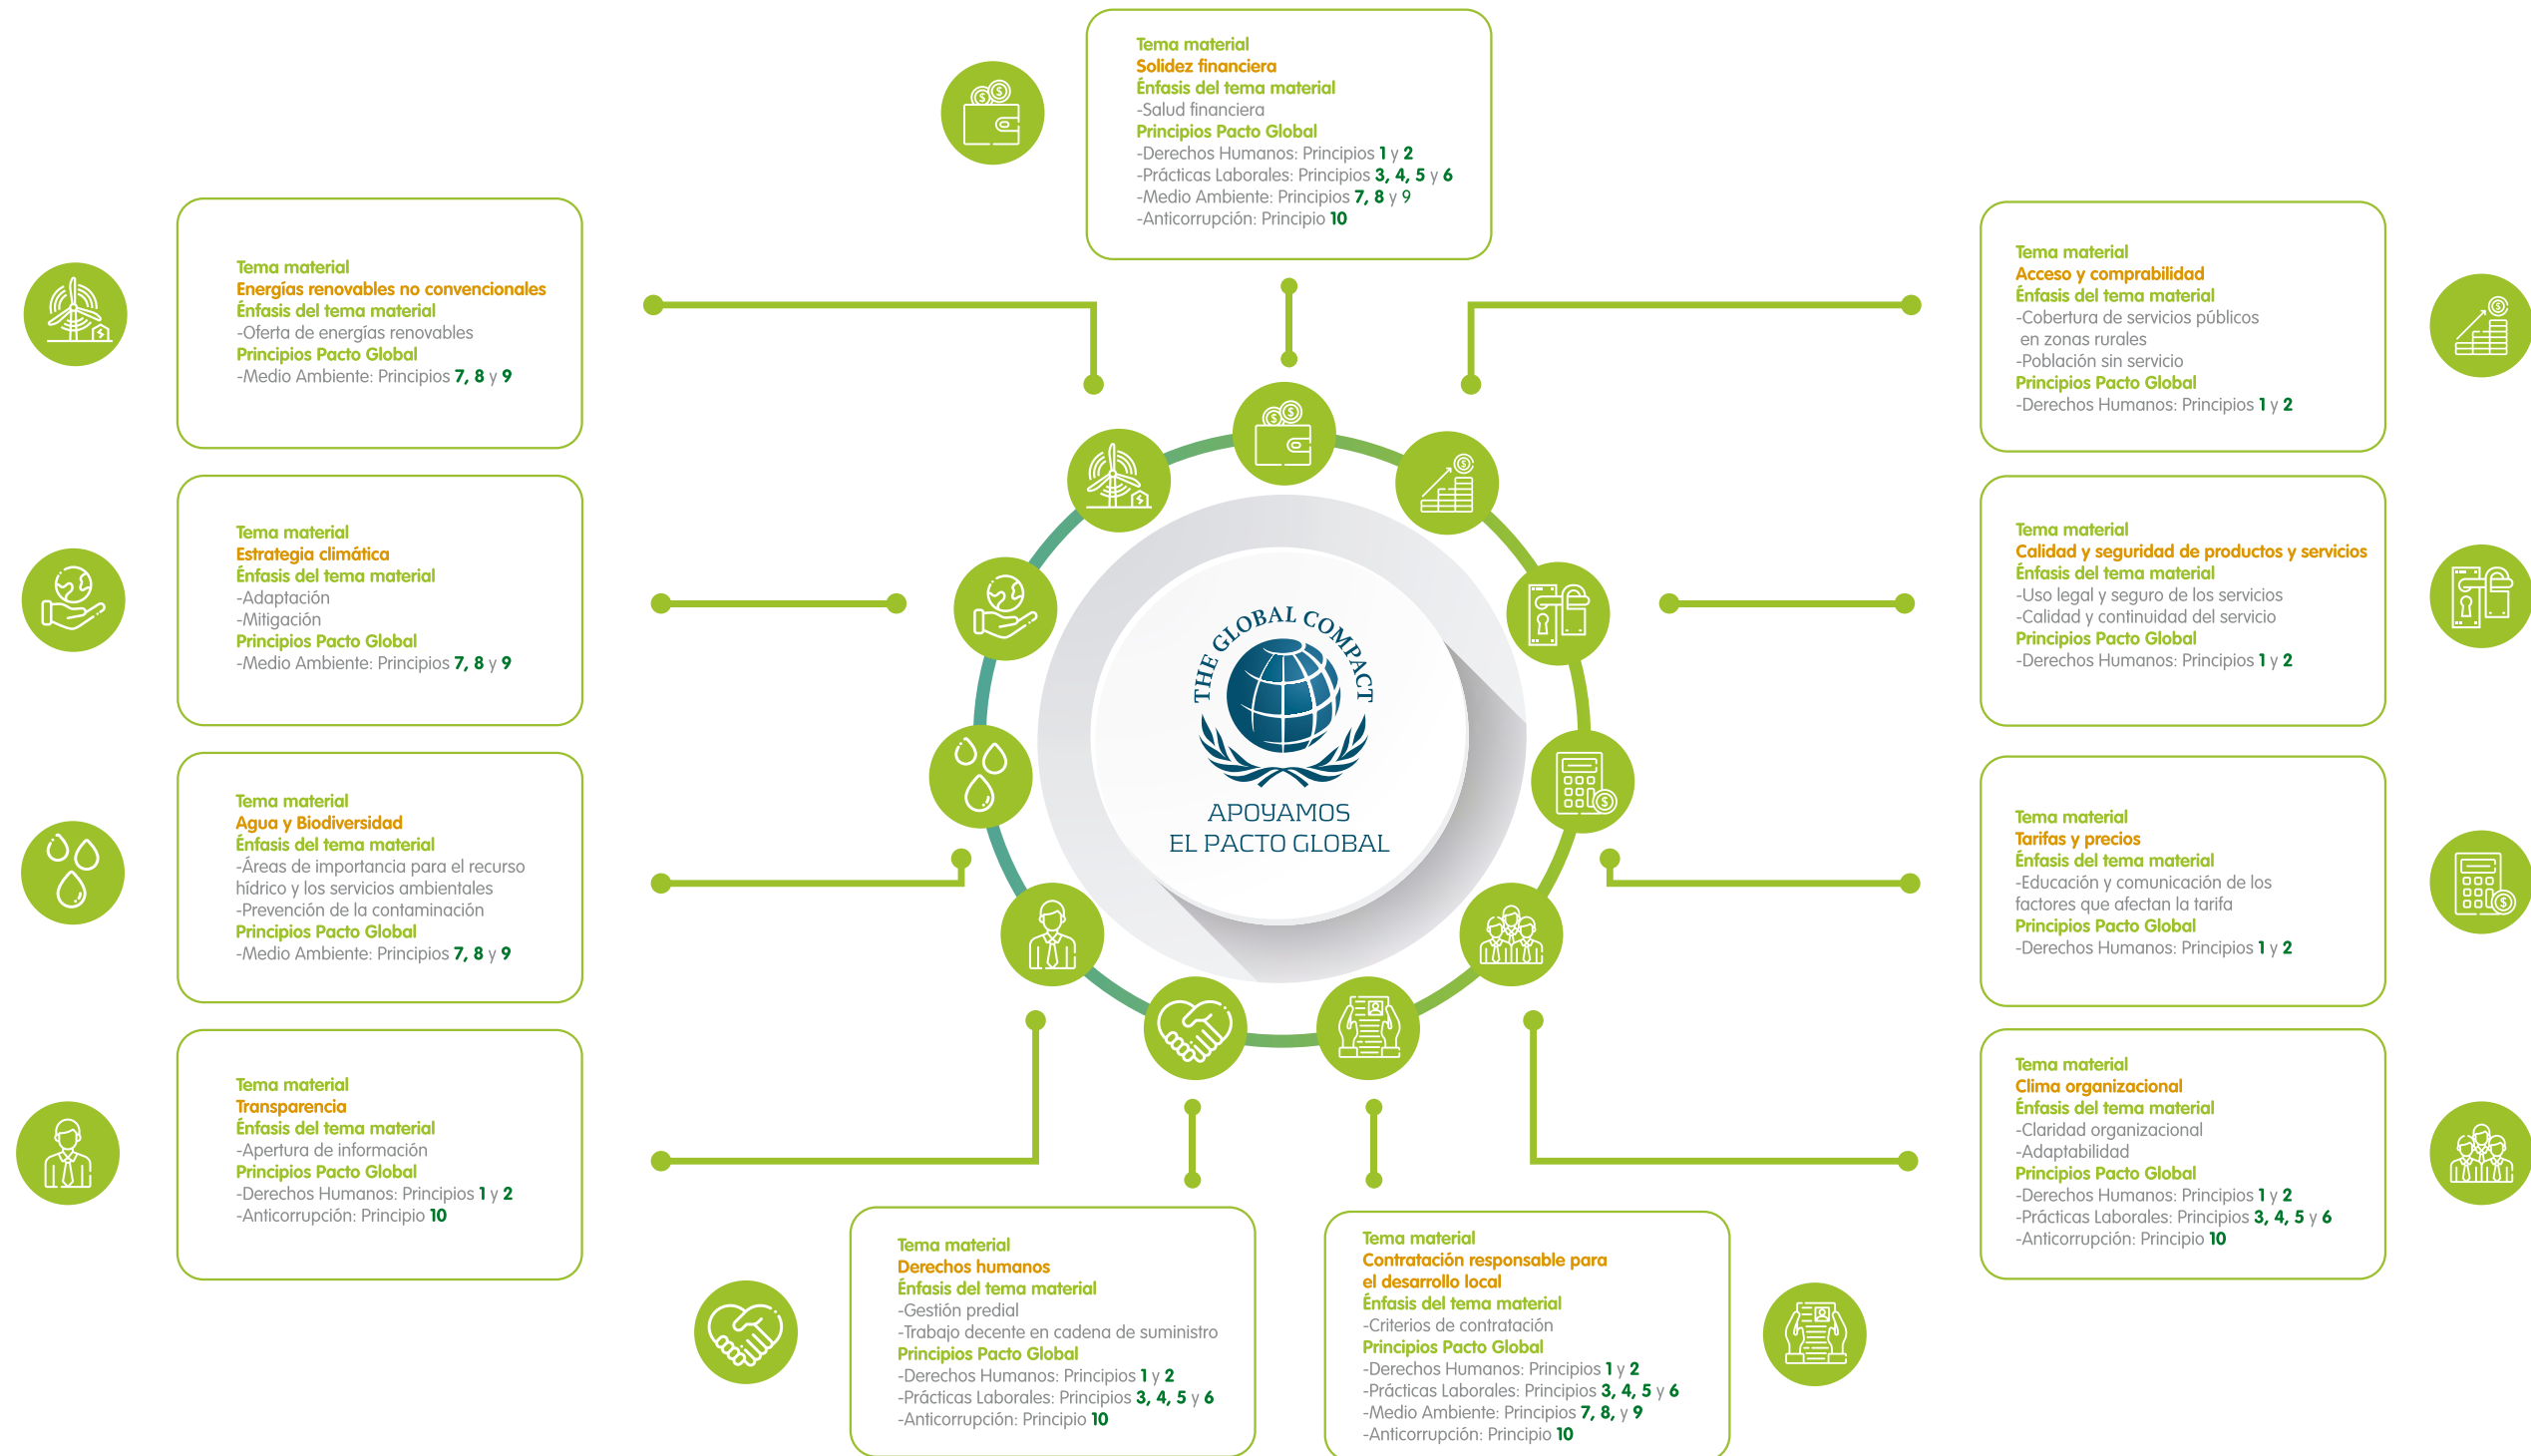 Tema material
Solidez financiera
Énfasis del tema material
-Salud financiera
Principios Pacto Global
-Derechos Humanos: Principios 1 y 2
-Prácticas Laborales: Principios 3, 4, 5 y 6
-Medio Ambiente: Principios 7, 8 y 9
-Anticorrupción: Principio 10
Tema material
Energías renovables no convencionales
Énfasis del tema material
-Oferta de energías renovables
Principios Pacto Global
-Medio Ambiente: Principios 7, 8 y 9
Tema material
Estrategia climática
Énfasis del tema material
-Adaptación
-Mitigación
Principios Pacto Global
-Medio Ambiente: Principios 7, 8 y 9
Tema material
Agua y Biodiversidad
Énfasis del tema material
-Áreas de importancia para el recurso
hídrico y los servicios ambientales
-Prevención de la contaminación
Principios Pacto Global
-Medio Ambiente: Principios 7, 8 y 9
Tema material
Transparencia
Énfasis del tema material
-Apertura de información
Principios Pacto Global
-Derechos Humanos: Principios 1 y 2
-Anticorrupción: Principio 10
THE GLOBAL COMPACT
APOYAMOS
EL PACTO GLOBAL
Tema material
Acceso y comprabilidad
Énfasis del tema material
-Cobertura de servicios públicos
en zonas rurales
-Población sin servicio
Principios Pacto Global
-Derechos Humanos: Principios 1 y 2
Tema material
Calidad y seguridad de productos y servicios
Énfasis del tema material
-Uso legal y seguro de los servicios
-Calidad y continuidad del servicio
Principios Pacto Global
-Derechos Humanos: Principios 1 y 2
Tema material
Tarifas y precios
Énfasis del tema material
-Educación y comunicación de los
factores que afectan la tarifa
Principios Pacto Global
-Derechos Humanos: Principios 1 y 2
Tema material
Clima organizacional
Énfasis del tema material
-Claridad organizacional
-Adaptabilidad
Principios Pacto Global
-Derechos Humanos: Principios 1 y 2
-Prácticas Laborales: Principios 3, 4, 5 y 6
-Anticorrupción: Principio 10
Tema material
Derechos humanos
Énfasis del tema material
-Gestión predial
-Trabajo decente en cadena de suministro
Principios Pacto Global
-Derechos Humanos: Principios 1 y 2
-Prácticas Laborales: Principios 3, 4, 5 y 6
-Anticorrupción: Principio 10
Tema material
Contratación responsable para
el desarrollo local
Énfasis del tema material
-Criterios de contratación
Principios Pacto Global
-Derechos Humanos: Principios 1 y 2
-Prácticas Laborales: Principios 3, 4, 5 y 6
-Medio Ambiente: Principios 7, 8, y 9
-Anticorrupción: Principio 10